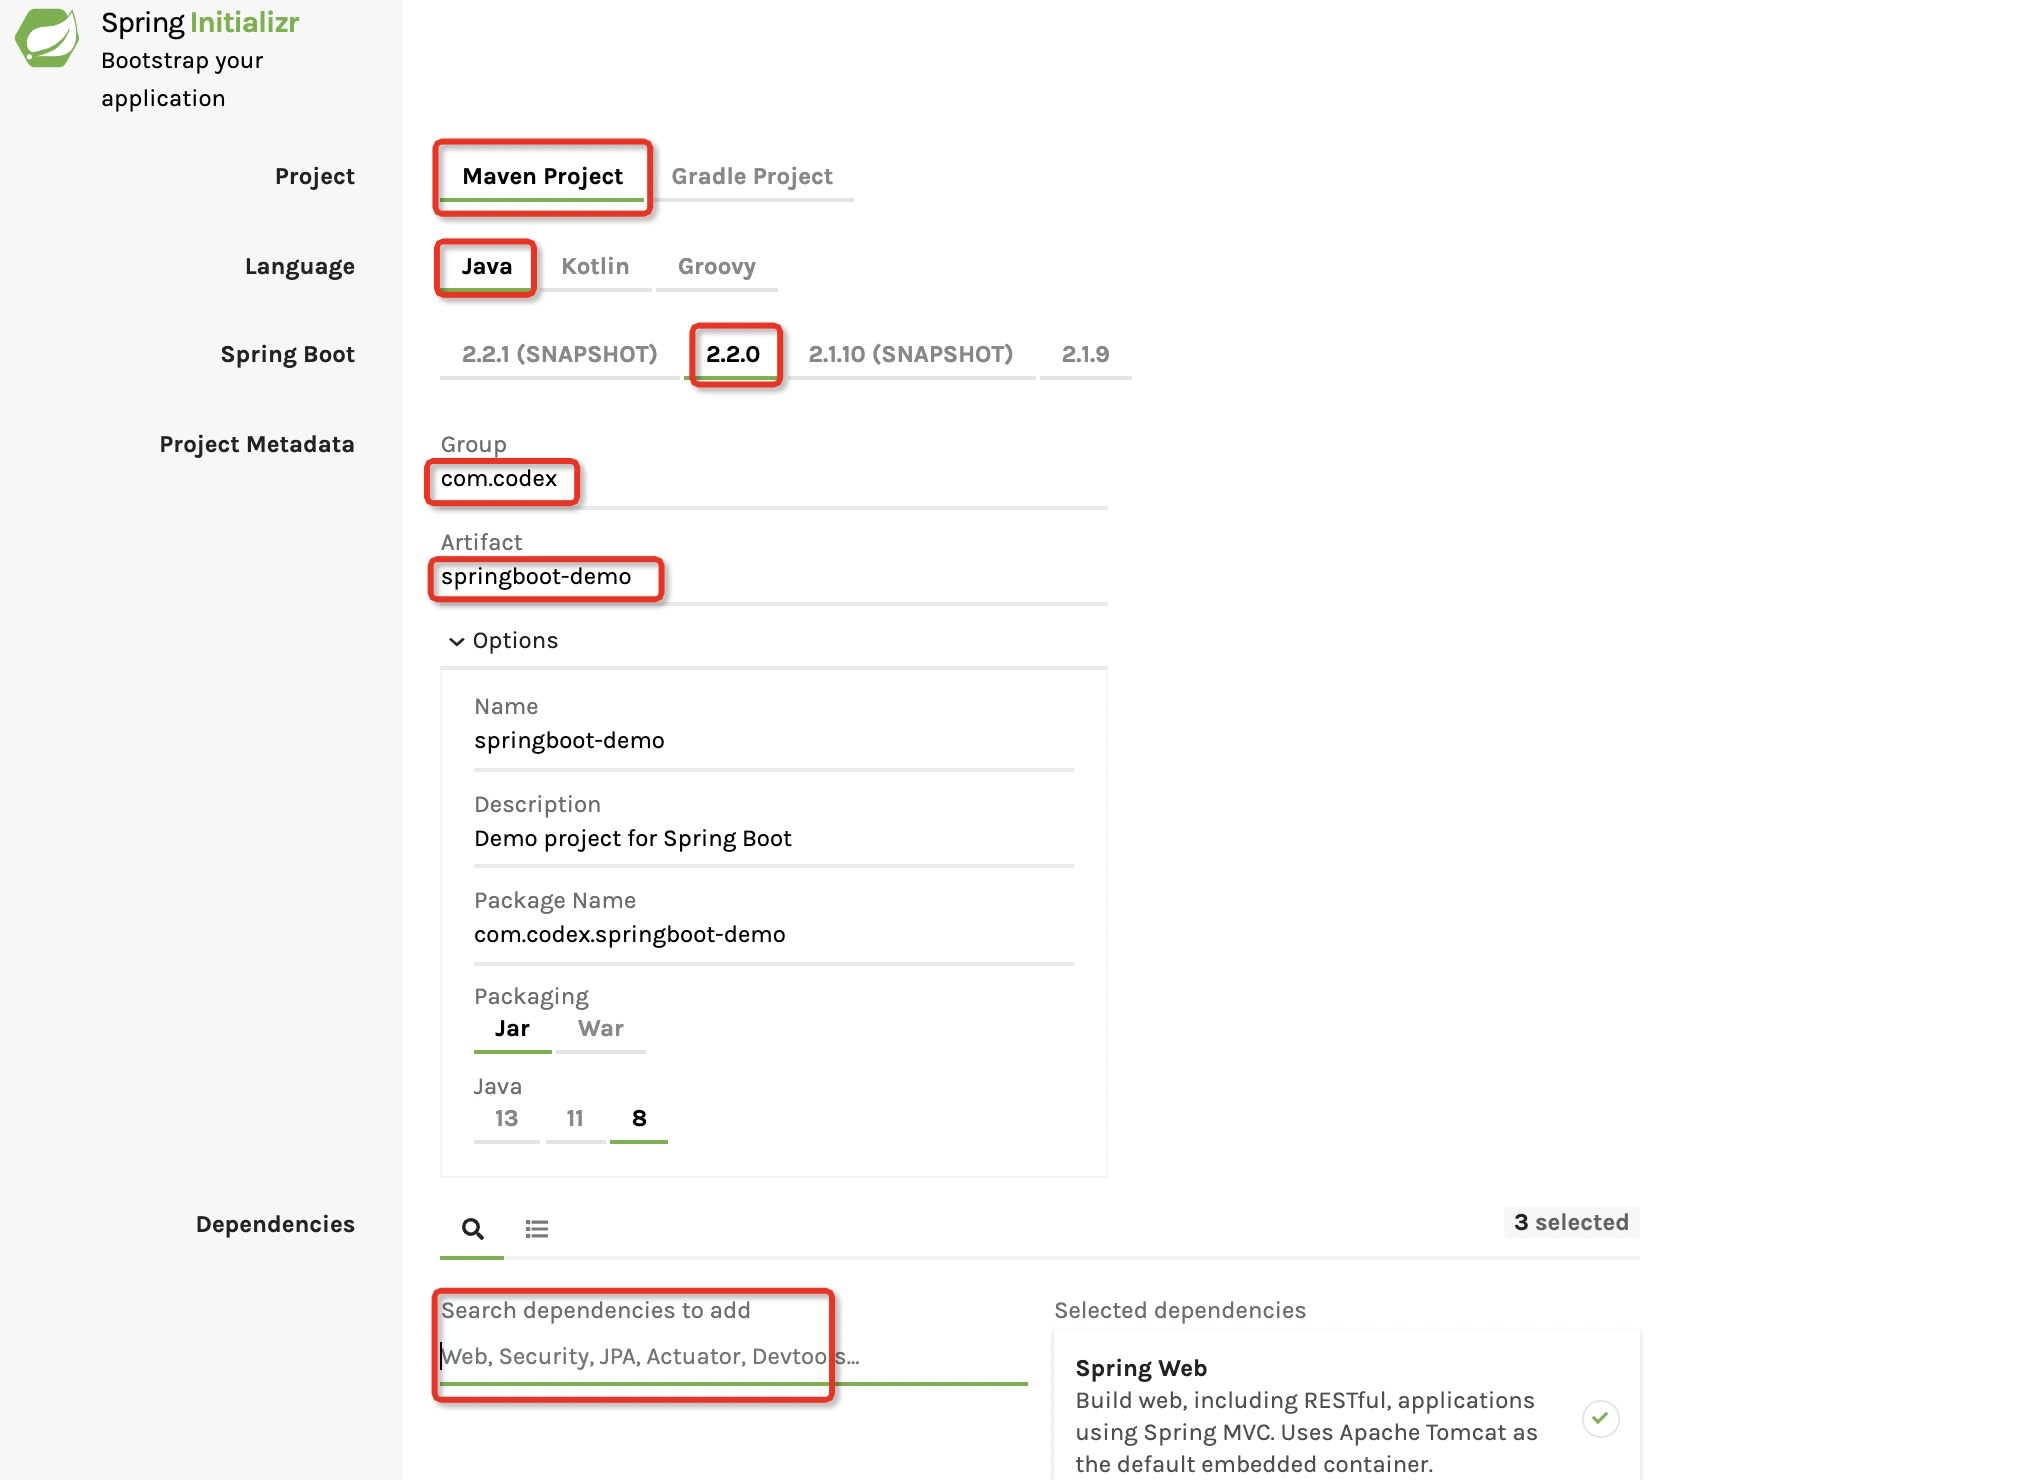 Spring Initializr
Bootstrap your
application
Project
Maven Project Gradle Project
Language
Java Kotlin Groovy
Spring Boot
2.2.1 (SNAPSHOT) 2.2.0 2.1.10 (SNAPSHOT) 2.1.9
Project Metadata
Group
com.codex
Artifact
springboot-demo
Options
Name
springboot-demo
Description
Demo project for Spring Boot
Package Name
com.codex.springboot-demo
Packaging
Jar War
Java
13 11 8
Dependencies
3 selected
Search dependencies to add
Web, Security, JPA, Actuator, Devtools...
Selected dependencies
Spring Web
Build web, including RESTful, applications
using Spring MVC. Uses Apache Tomcat as
the default embedded container.